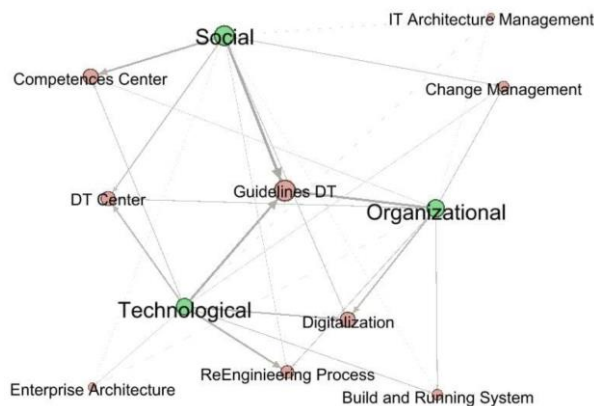 IT Architecture Management
Social
Competences Center
Change Management
DT Center
Guidelines DT
Organizational
Technological
Digitalization
ReEnginieering Process
Enterprise Architecture
Build and Running System